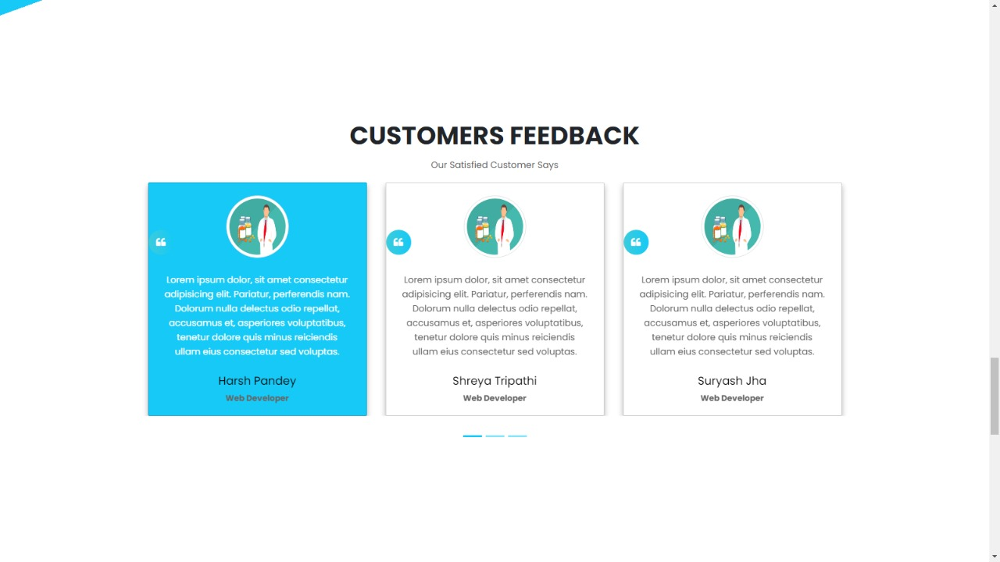 CUSTOMERS FEEDBACK
Our Satisfied Customer Says
Lorem ipsum dolor, sit amet consectetur
adipisicing elit. Pariatur, perferendis nam.
Dolorum nulla delectus odio repellat,
accusamus et, asperiores voluptatibus,
tenetur dolore quis minus reiciendis
ullam eius consectetur sed voluptas.
Harsh Pandey
Web Developer
Lorem ipsum dolor, sit amet consectetur
adipisicing elit. Pariatur, perferendis nam.
Dolorum nulla delectus odio repellat,
accusamus et, asperiores voluptatibus,
tenetur dolore quis minus reiciendis
ullam eius consectetur sed voluptas.
Shreya Tripathi
Web Developer
Lorem ipsum dolor, sit amet consectetur
adipisicing elit. Pariatur, perferendis nam.
Dolorum nulla delectus odio repellat,
accusamus et, asperiores voluptatibus,
tenetur dolore quis minus reiciendis
ullam eius consectetur sed voluptas.
Suryash Jha
Web Developer